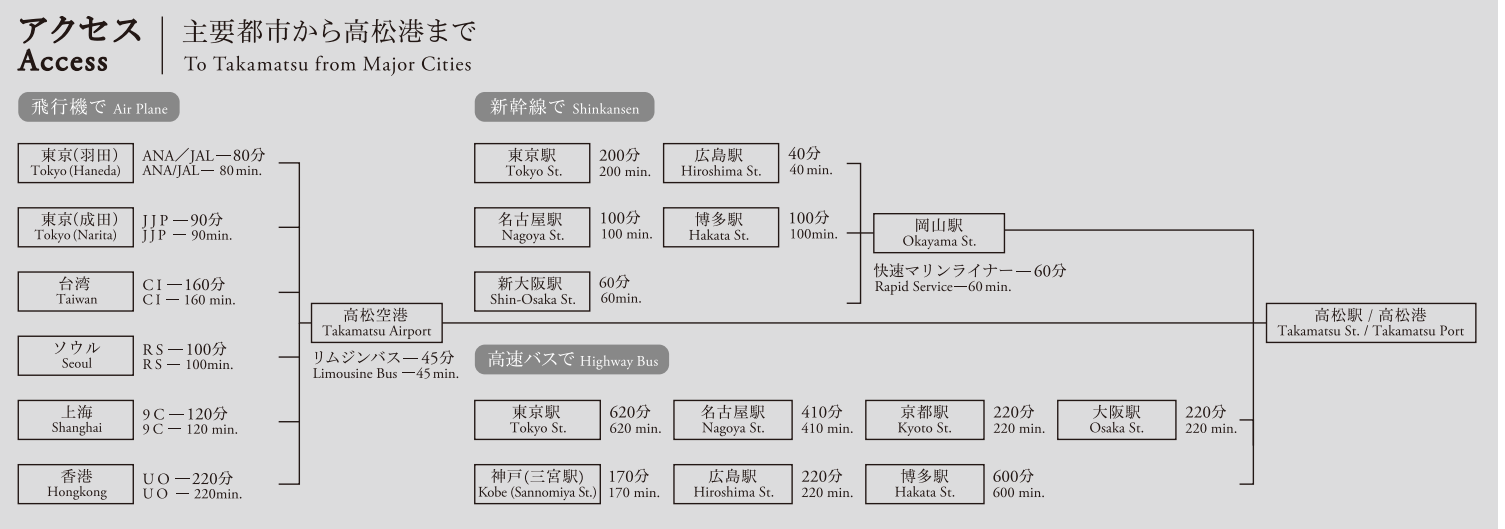 アクセス
Access
主要都市から高松港まで
To Takamatsu from Major Cities
飛行機で Air Plane
東京(羽田)
Tokyo (Haneda)
ANA／JAL―80分
ANA/JAL― 80 min.
東京(成田)
Tokyo (Narita)
JJP ―90分
JJP ― 90min.
台湾
Taiwan
CI ―160分
CI ― 160 min.
ソウル
Seoul
RS ―100分
RS ― 100min.
上海
Shanghai
9C ―120分
9C ― 120 min.
香港
Hongkong
UO ―220分
UO ― 220min.
高松空港
Takamatsu Airport
リムジンバス―45分
Limousine Bus ―45 min.
新幹線で Shinkansen
東京駅
Tokyo St.
200分
200 min.
広島駅
Hiroshima St.
40分
40 min.
名古屋駅
Nagoya St.
100分
100 min.
博多駅
Hakata St.
100分
100min.
新大阪駅
Shin-Osaka St.
60分
60min.
岡山駅
Okayama St.
快速マリンライナー―60分
Rapid Service―60 min.
高速バスで Highway Bus
東京駅
Tokyo St.
620分
620 min.
名古屋駅
Nagoya St.
410分
410 min.
京都駅
Kyoto St.
220分
220 min.
大阪駅
Osaka St.
220分
220 min.
神戸(三宮駅)
Kobe (Sannomiya St.)
170分
170 min.
広島駅
Hiroshima St.
220分
220 min.
博多駅
Hakata St.
600分
600 min.
高松駅 / 高松港
Takamatsu St. / Takamatsu Port